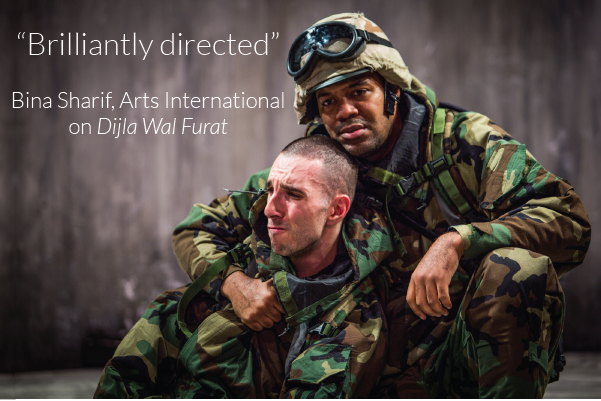 “Brilliantly directed”
Bina Sharif, Arts International
on Dijla Wal Furat